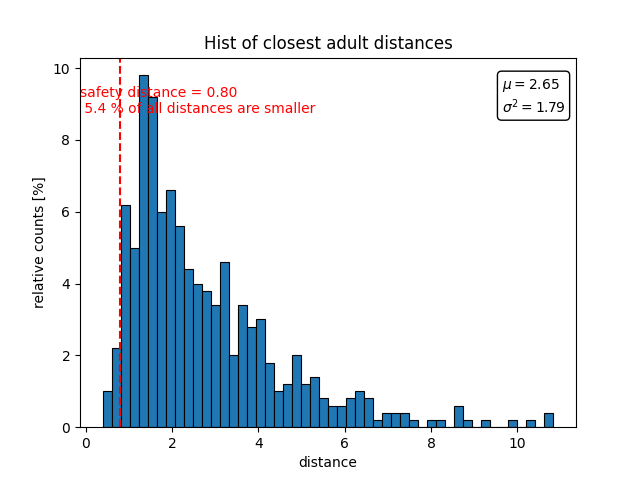 Hist of closest adult distances
safety distance = 0.80
5.4 % of all distances are smaller
μ = 2.65
σ² = 1.79
relative counts [%]
10
8
6
4
2
0
0 2 4 6 8 10
distance